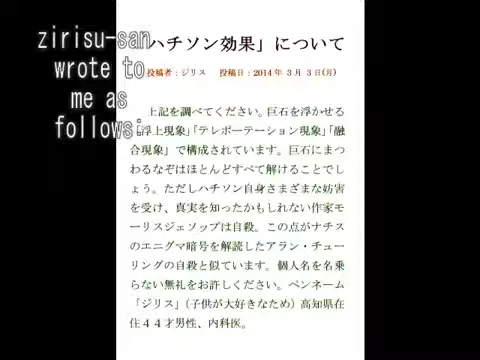 zirisu-san
wrote to
me as
follows:
ハチソン効果」について
投稿者：ジリス　投稿日：2014年 3月 3日(月)
上記を調べてください。巨石を浮かせる
「浮上現象」「テレポーテーション現象」「融
合現象」で構成されています。巨石にまつ
わるなぞはほとんどすべて解けることでし
ょう。ただしハチソン自身さまざまな妨害
を受け、真実を知ったかもしれない作家モ
ーリスジェソップは自殺。この点がナチス
のエニグマ暗号を解読したアラン・チュー
リングの自殺と似ています。個人名を名乗
らない無礼をお許しください。ペンネーム
「ジリス」（子供が大好きなため）高知県在
住４４才男性、内科医。